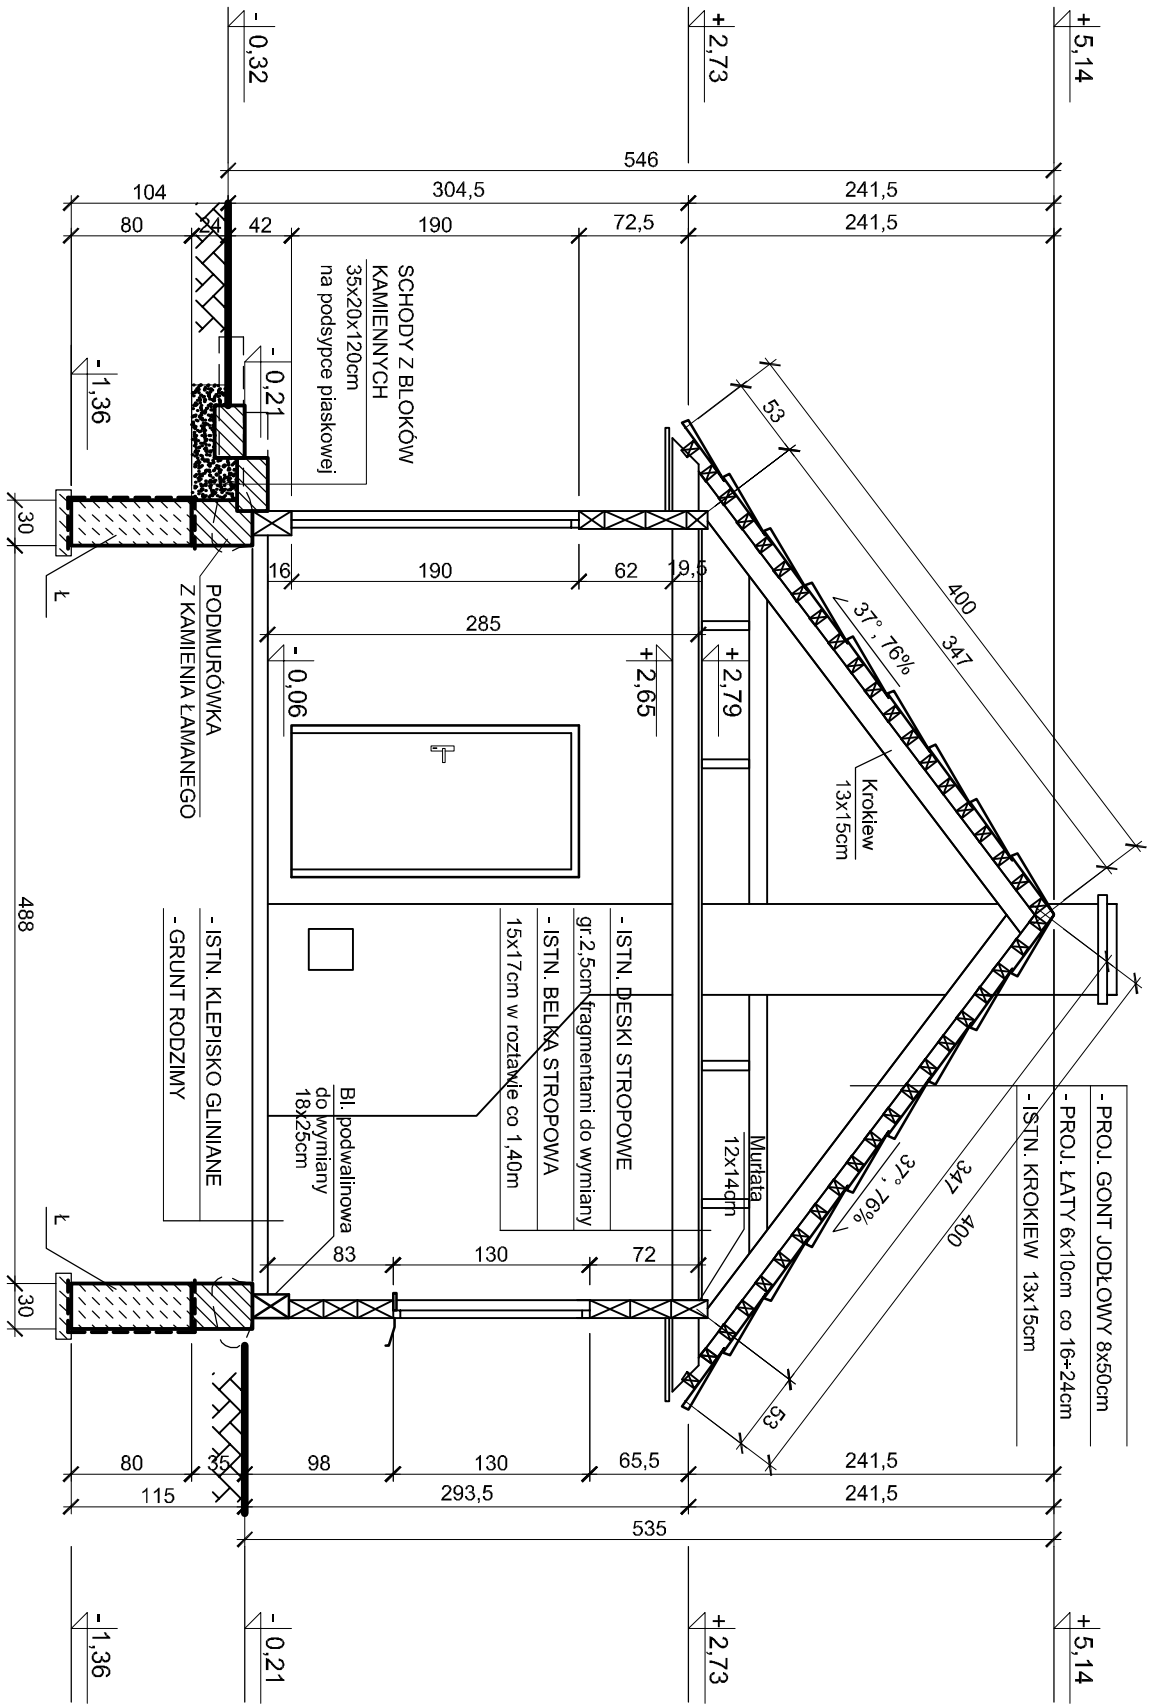 + 5,14
+ 2,73
- 0,32
546
241,5
304,5
104
241,5
72,5
190
42
24
80
- 0,21
- 1,36
SCHODY Z BLOKÓW
KAMIENNYCH
35x20x120cm
na podsypce piaskowej
53
400
347
< 37°, 76%
Krokiew
13x15cm
19,5
62
190
16
285
+ 2,79
+ 2,65
- 0,06
30
488
30
Ł
PODMURÓWKA
Z KAMIENIA ŁAMANEGO
- ISTN. DESKI STROPOWE
gr.2,5cm fragmentami do wymiany
- ISTN. BELKA STROPOWA
15x17cm w roztawie co 1,40m
- ISTN. KLEPISKO GLINIANE
- GRUNT RODZIMY
Bl. podwalinowa
do wymiany
18x25cm
Murłata
12x14cm
- PROJ. GONT JODŁOWY 8x50cm
- PROJ. ŁATY 6x10cm co 16÷24cm
- ISTN. KROKIEW 13x15cm
37°, 76% >
347
400
53
72
130
83
Ł
241,5
65,5
130
98
35
80
241,5
293,5
115
535
+ 5,14
+ 2,73
- 0,21
- 1,36